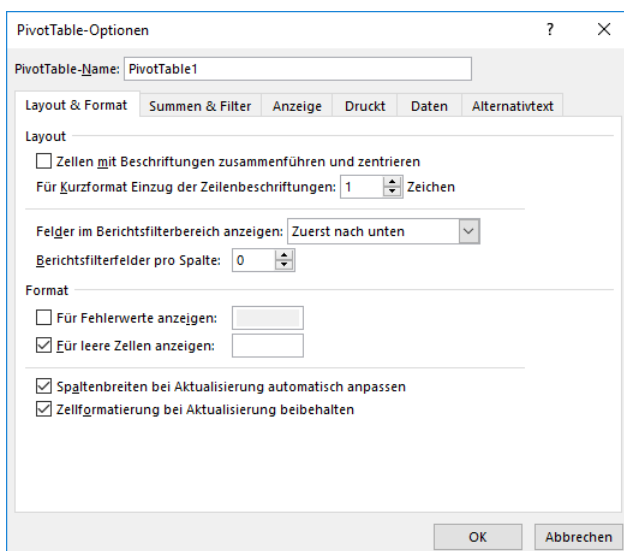 PivotTable-Optionen ?
PivotTable-Name: PivotTable1
Layout & Format Summen & Filter Anzeige Druckt Daten Alternativtext
Layout
Zellen mit Beschriftungen zusammenführen und zentrieren
Für Kurzformat Einzug der Zeilenbeschriftungen: 1 Zeichen
Felder im Berichtsfilterbereich anzeigen: Zuerst nach unten
Berichtsfilterfelder pro Spalte: 0
Format
Für Fehlerwerte anzeigen:
Für leere Zellen anzeigen:
Spaltenbreiten bei Aktualisierung automatisch anpassen
Zellformatierung bei Aktualisierung beibehalten
OK Abbrechen